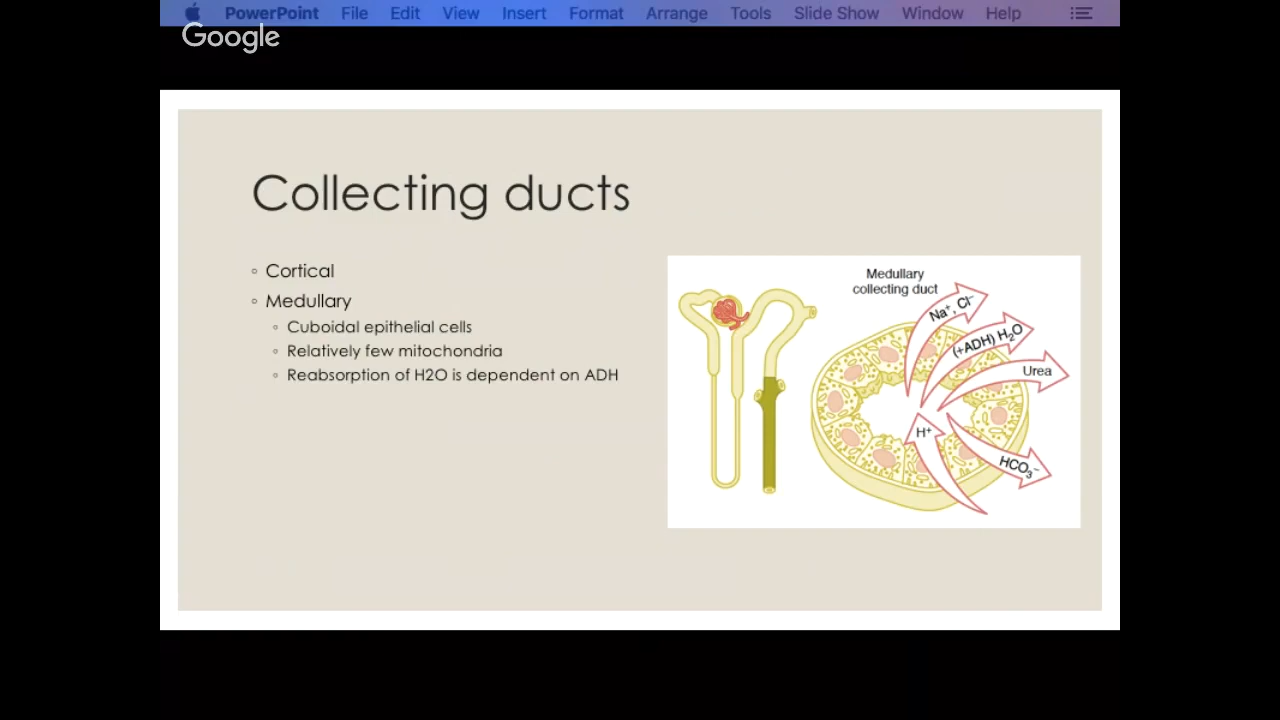 PowerPoint File Edit View Insert Format Arrange Tools Slide Show Window Help
Google
Collecting ducts
◦ Cortical
◦ Medullary
◦ Cuboidal epithelial cells
◦ Relatively few mitochondria
◦ Reabsorption of H2O is dependent on ADH
Medullary
collecting duct
Na⁺, Cl⁻
(+ADH) H₂O
Urea
H⁺
HCO₃⁻